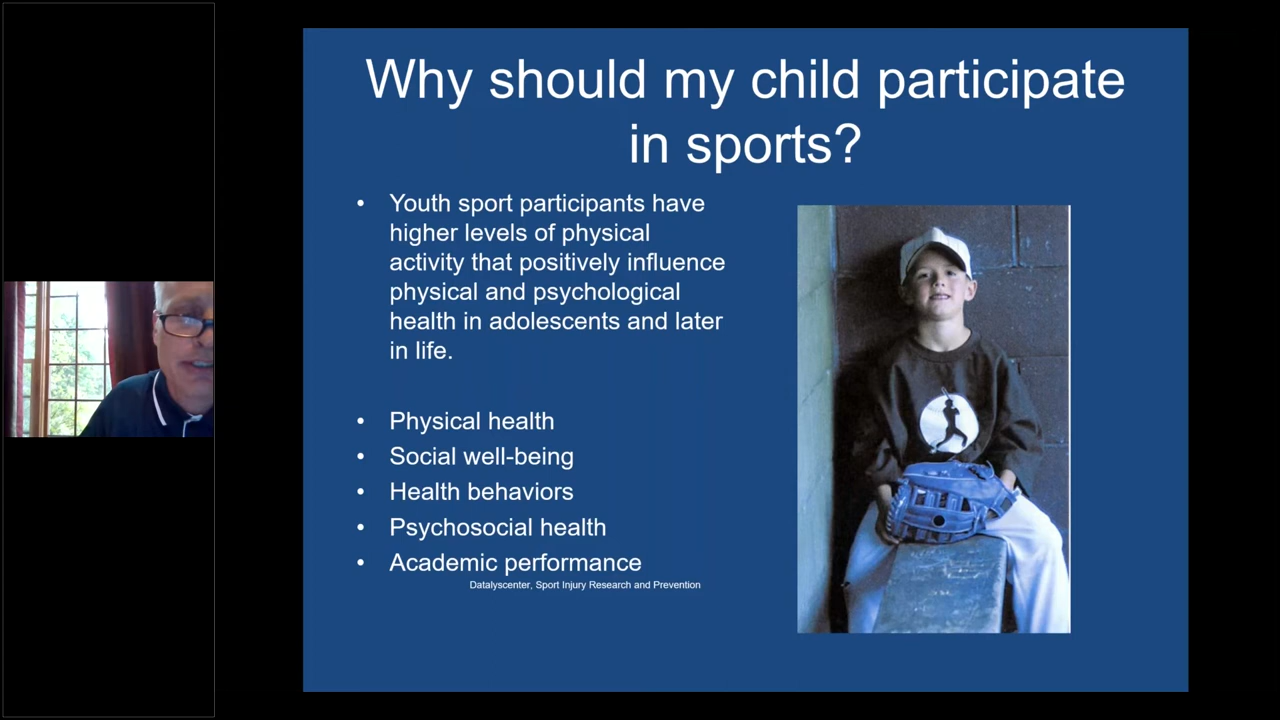 Why should my child participate
in sports?
• Youth sport participants have
higher levels of physical
activity that positively influence
physical and psychological
health in adolescents and later
in life.
• Physical health
• Social well-being
• Health behaviors
• Psychosocial health
• Academic performance
Datalyscenter, Sport Injury Research and Prevention